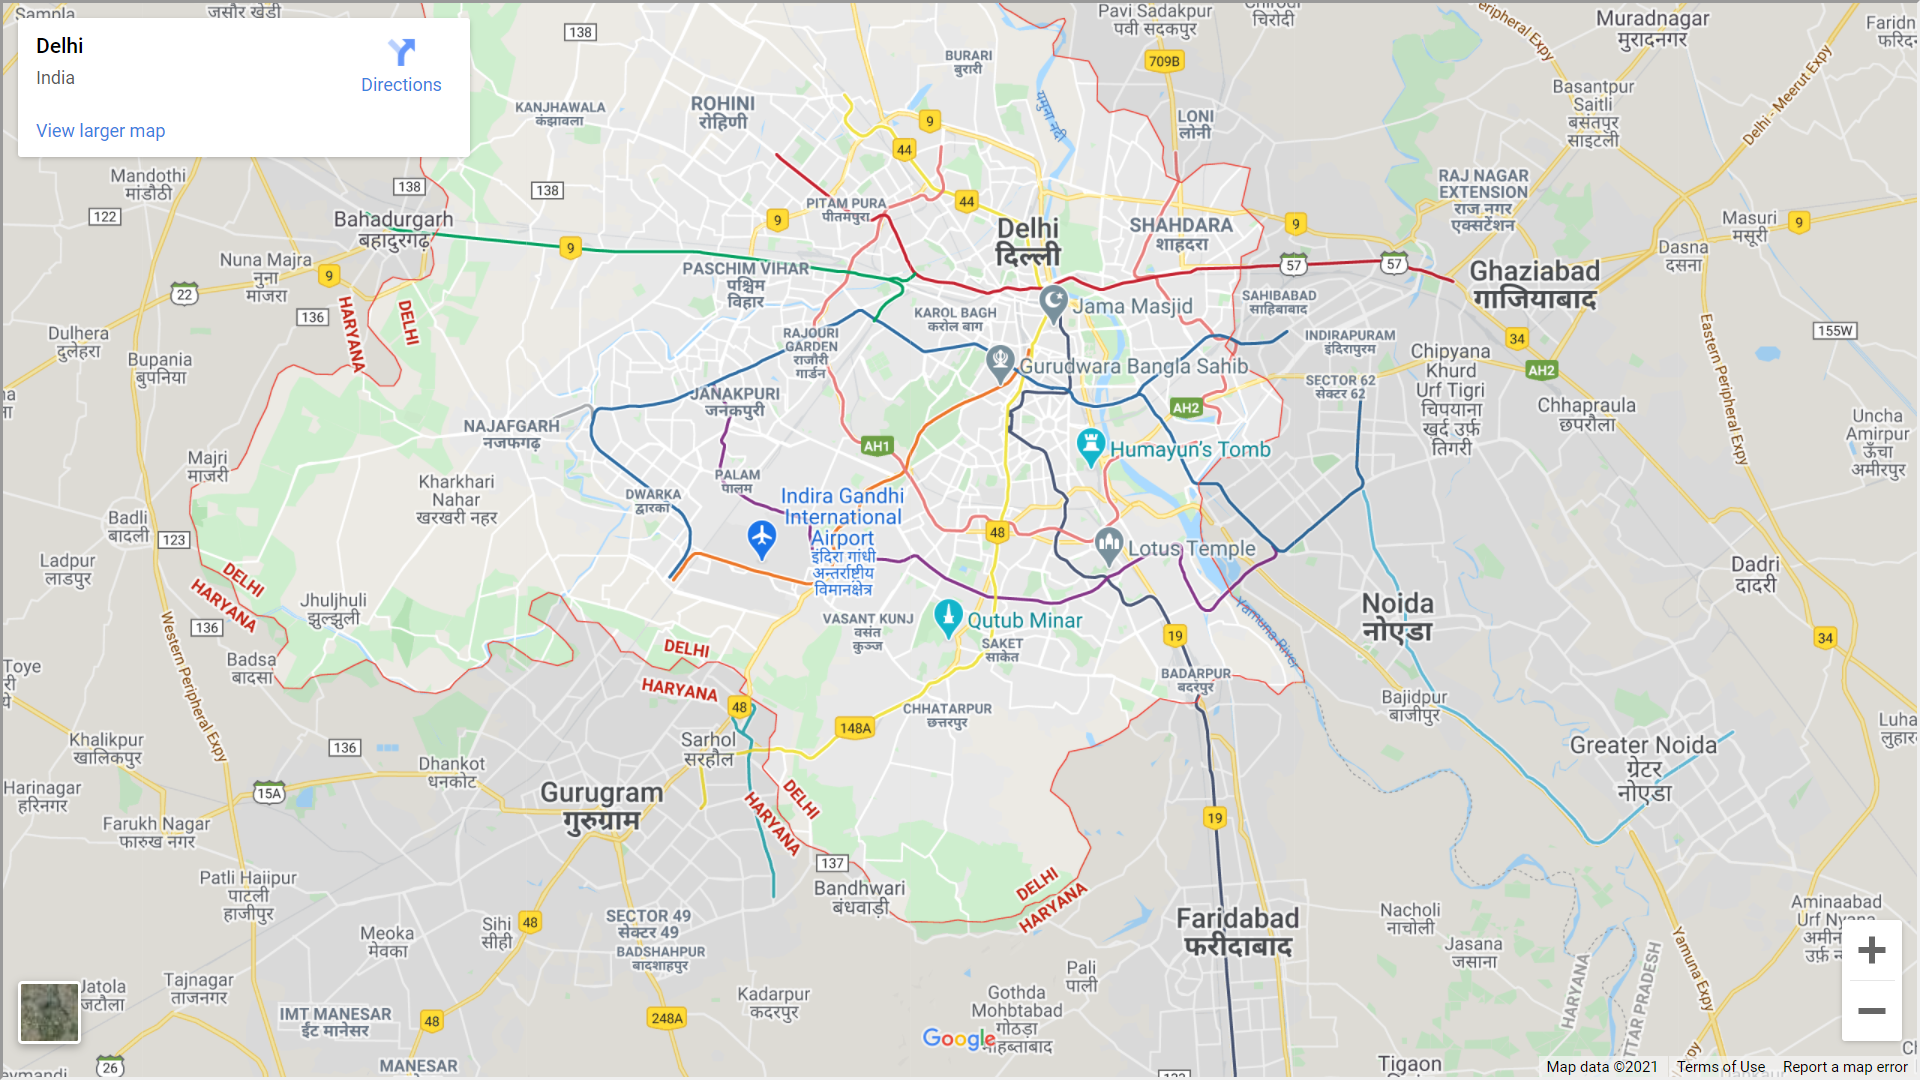 Delhi
India
Directions
View larger map
Sampla
जसौर खेड़ी
138
BURARI
बुरारी
Pavi Sadakpur
पवी सदकपुर
चिरोदी
Peripheral Expy
Muradnagar
मुरादनगर
709B
Basantpur
Saitli
बसंतपुर
साइटली
Delhi - Meerut Expy
KANJHAWALA
कंझावला
ROHINI
रोहिणी
9
44
यमुना नदी
LONI
लोनी
Mandothi
मांडौठी
138
138
122
Bahadurgarh
बहादुरगढ़
PITAM PURA
पीतमपुरा
9
44
Delhi
दिल्ली
SHAHDARA
शाहदरा
9
RAJ NAGAR
EXTENSION
राज नगर
एक्सटेंशन
Masuri
मसूरी
9
Dasna
दसना
Nuna Majra
नुना
माजरा
9
22
9
PASCHIM VIHAR
पश्चिम
विहार
57
57
Ghaziabad
गाजियाबाद
HARYANA
DELHI
136
Jama Masjid
SAHIBABAD
साहिबाबाद
KAROL BAGH
करोल बाग
Dulhera
दुलेहरा
RAJOURI
GARDEN
राजौरी
गार्डन
INDIRAPURAM
इंदिरापुरम
34
155W
Bupania
बुपनिया
Gurudwara Bangla Sahib
Chipyana
Khurd
Urf Tigri
चिपयाना
खुर्द उर्फ़
तिगरी
AH2
SECTOR 62
सेक्टर 62
Eastern Peripheral Expy
JANAKPURI
जनकपुरी
AH2
Chhapraula
छपरौला
NAJAFGARH
नजफगढ़
AH1
Humayun's Tomb
Uncha
Amirpur
ऊँचा
अमीरपुर
Majri
माजरी
Kharkhari
Nahar
खरखरी नहर
PALAM
पालम
DWARKA
द्वारका
Indira Gandhi
International
Airport
इंदिरा गांधी
अन्तर्राष्ट्रीय
विमानक्षेत्र
Badli
बादली
123
48
Lotus Temple
Ladpur
लाडपुर
DELHI
HARYANA
Dadri
दादरी
Jhuljhuli
झुल्झुली
136
VASANT KUNJ
वसंत
कुञ्ज
Qutub Minar
SAKET
साकेत
19
Yamuna River
Noida
नोएडा
34
Western Peripheral Expy
Badsa
बादसा
DELHI
HARYANA
BADARPUR
बदरपुर
Toye
Bajidpur
बाजीपुर
48
CHHATARPUR
छत्तरपुर
148A
Khalikpur
खालिकपुर
136
Sarhol
सरहौल
Greater Noida
ग्रेटर
नोएडा
Dhankot
धनकोट
Harinagar
हरिनगर
15A
Gurugram
गुरुग्राम
DELHI
HARYANA
19
Farukh Nagar
फारुख नगर
137
Bandhwari
बंधवाड़ी
DELHI
HARYANA
Patli Hajipur
पाटली
हाजीपुर
SECTOR 49
सेक्टर 49
Sihi
सीही
48
Faridabad
फरीदाबाद
Nacholi
नाचोली
Aminaabad
Meoka
मेवका
BADSHAHPUR
बादशाहपुर
Jasana
जसाना
Yamuna Expy
Pali
पाली
Tajnagar
ताजनगर
Jatola
जटौला
Kadarpur
कदरपुर
Gothda
Mohbtabad
गोठड़ा
मोहब्ताबाद
HARYANA
UTTAR PRADESH
IMT MANESAR
ईंट मानेसर
48
248A
Google
26
MANESAR
Tigaon
Map data ©2021 Terms of Use Report a map error